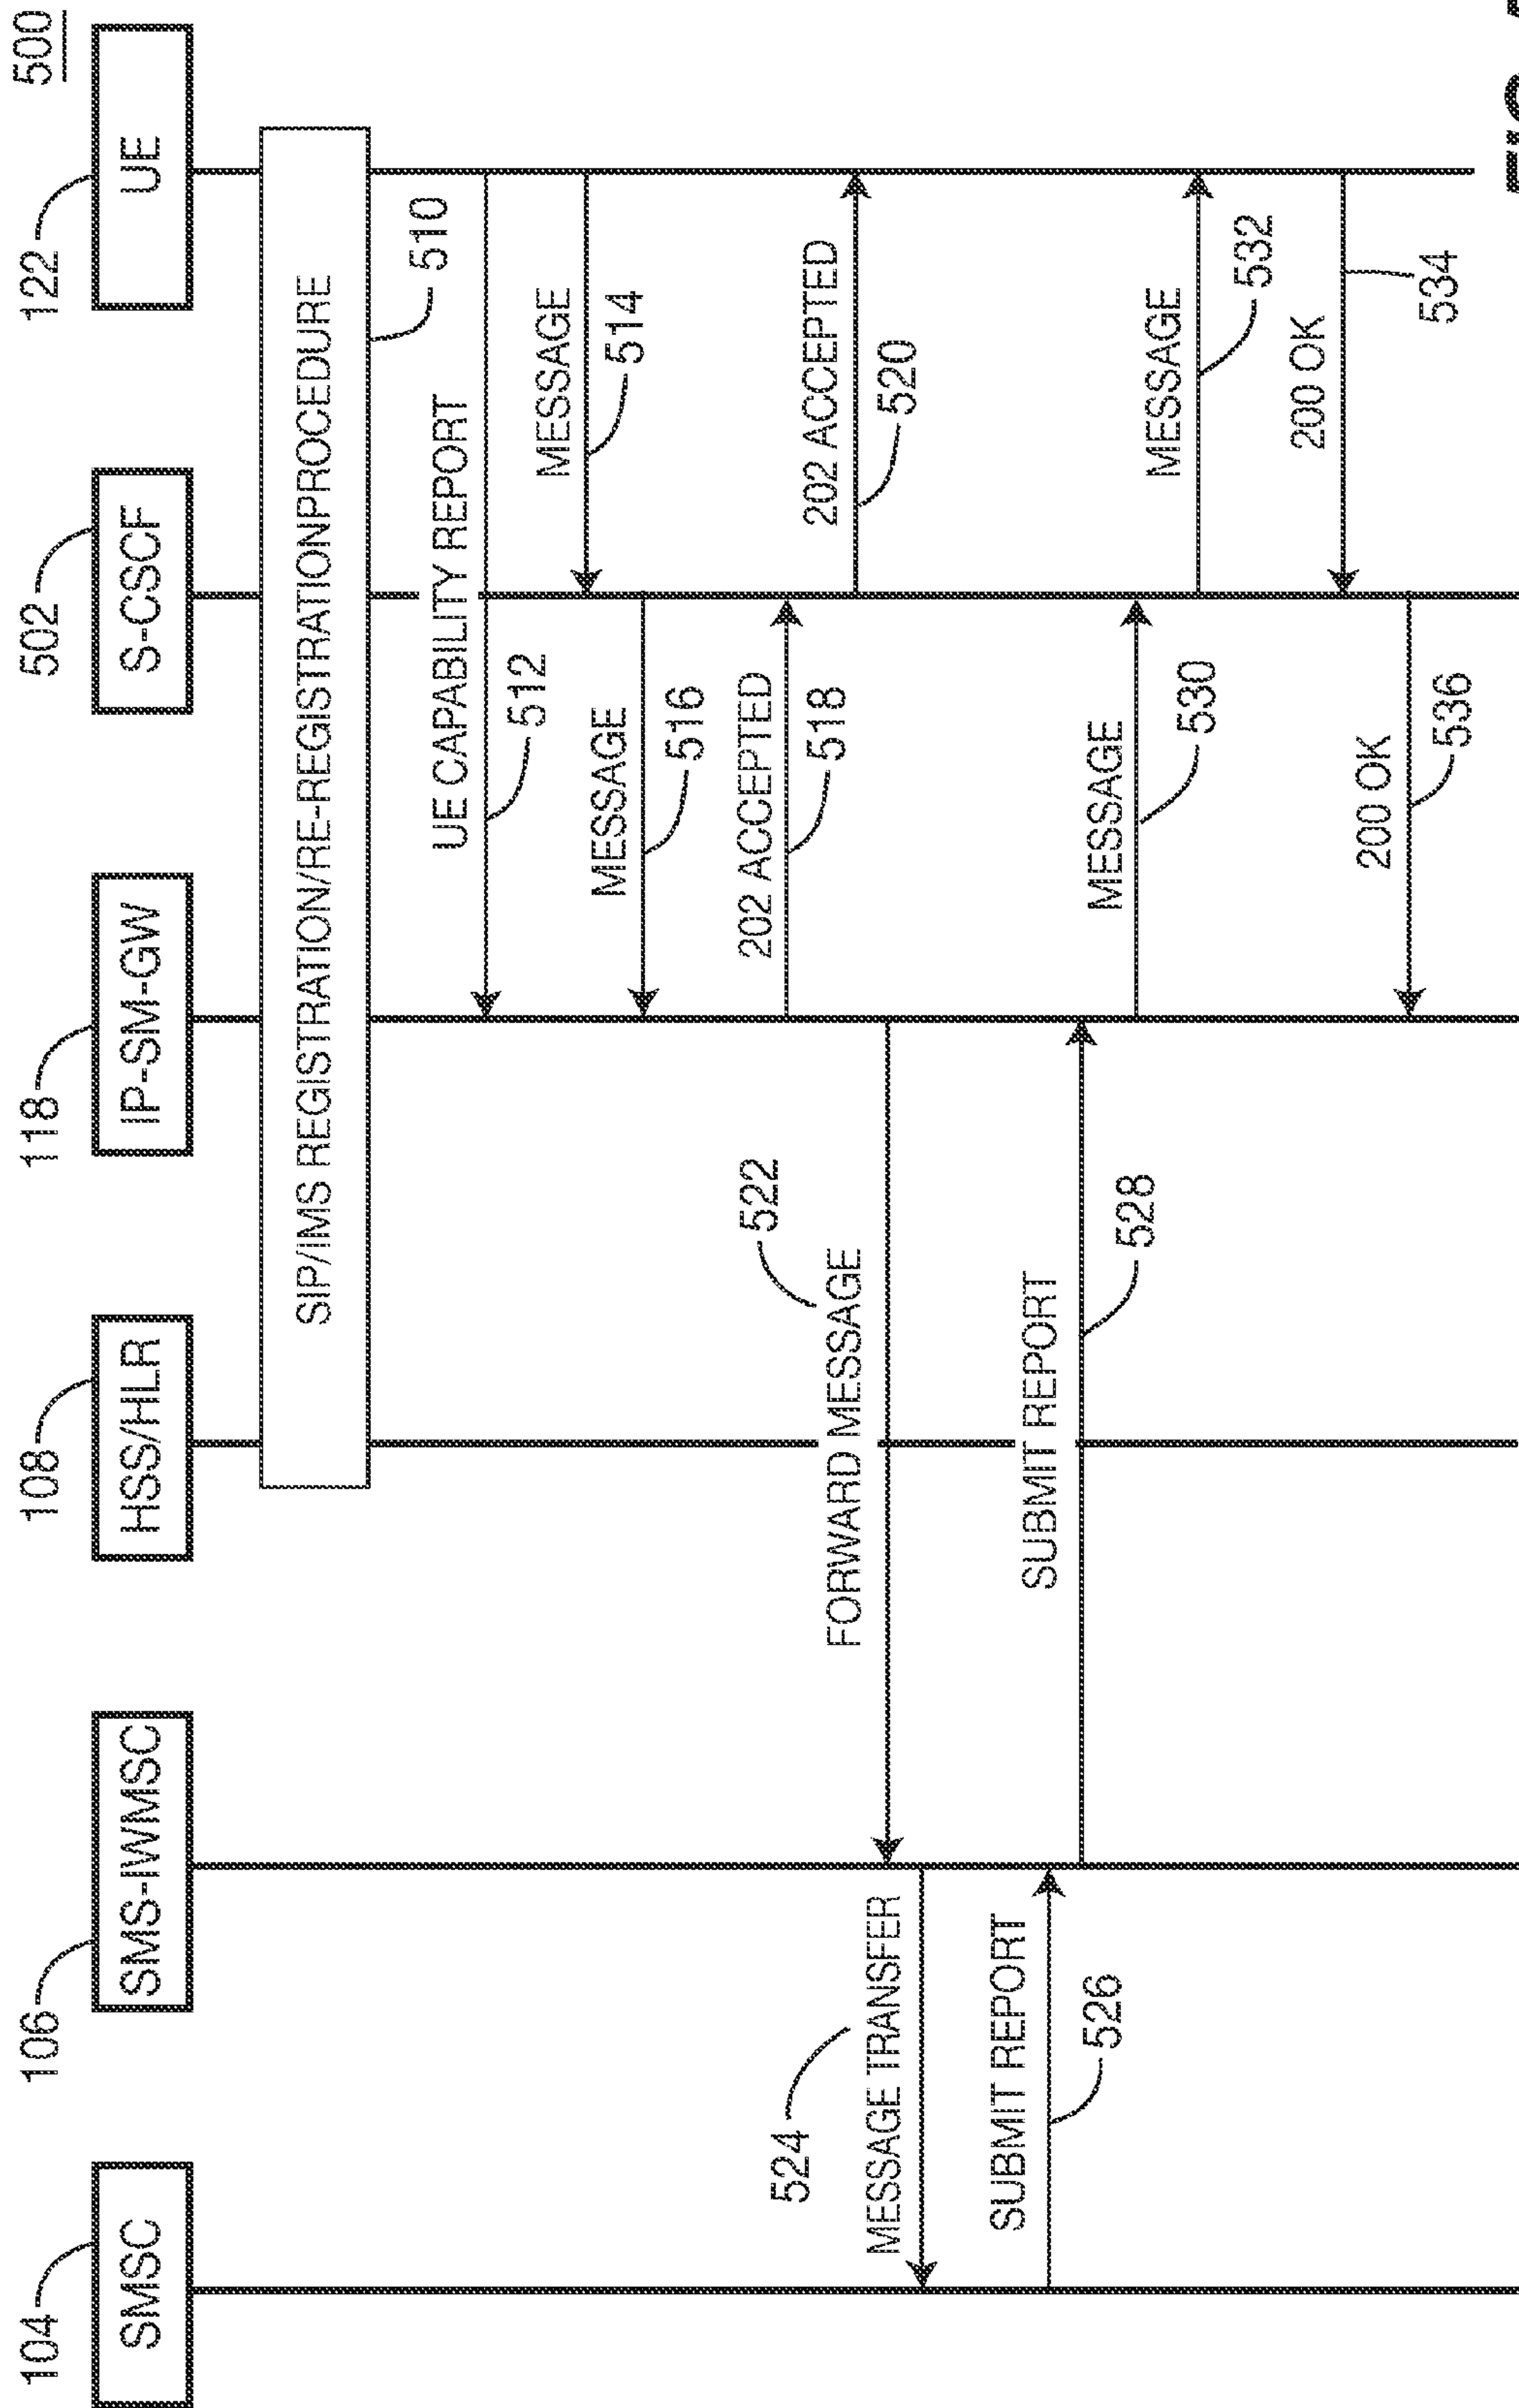 500
104
106
108
118
502
122
SMSC
SMS-IWMSC
HSS/HLR
IP-SM-GW
S-CSCF
UE
SIP/IMS REGISTRATION/RE-REGISTRATIONPROCEDURE
510
UE CAPABILITY REPORT
512
MESSAGE
514
MESSAGE
516
202 ACCEPTED
518
202 ACCEPTED
520
522
FORWARD MESSAGE
524
MESSAGE TRANSFER
SUBMIT REPORT
526
SUBMIT REPORT
528
MESSAGE
530
MESSAGE
532
200 OK
534
200 OK
536